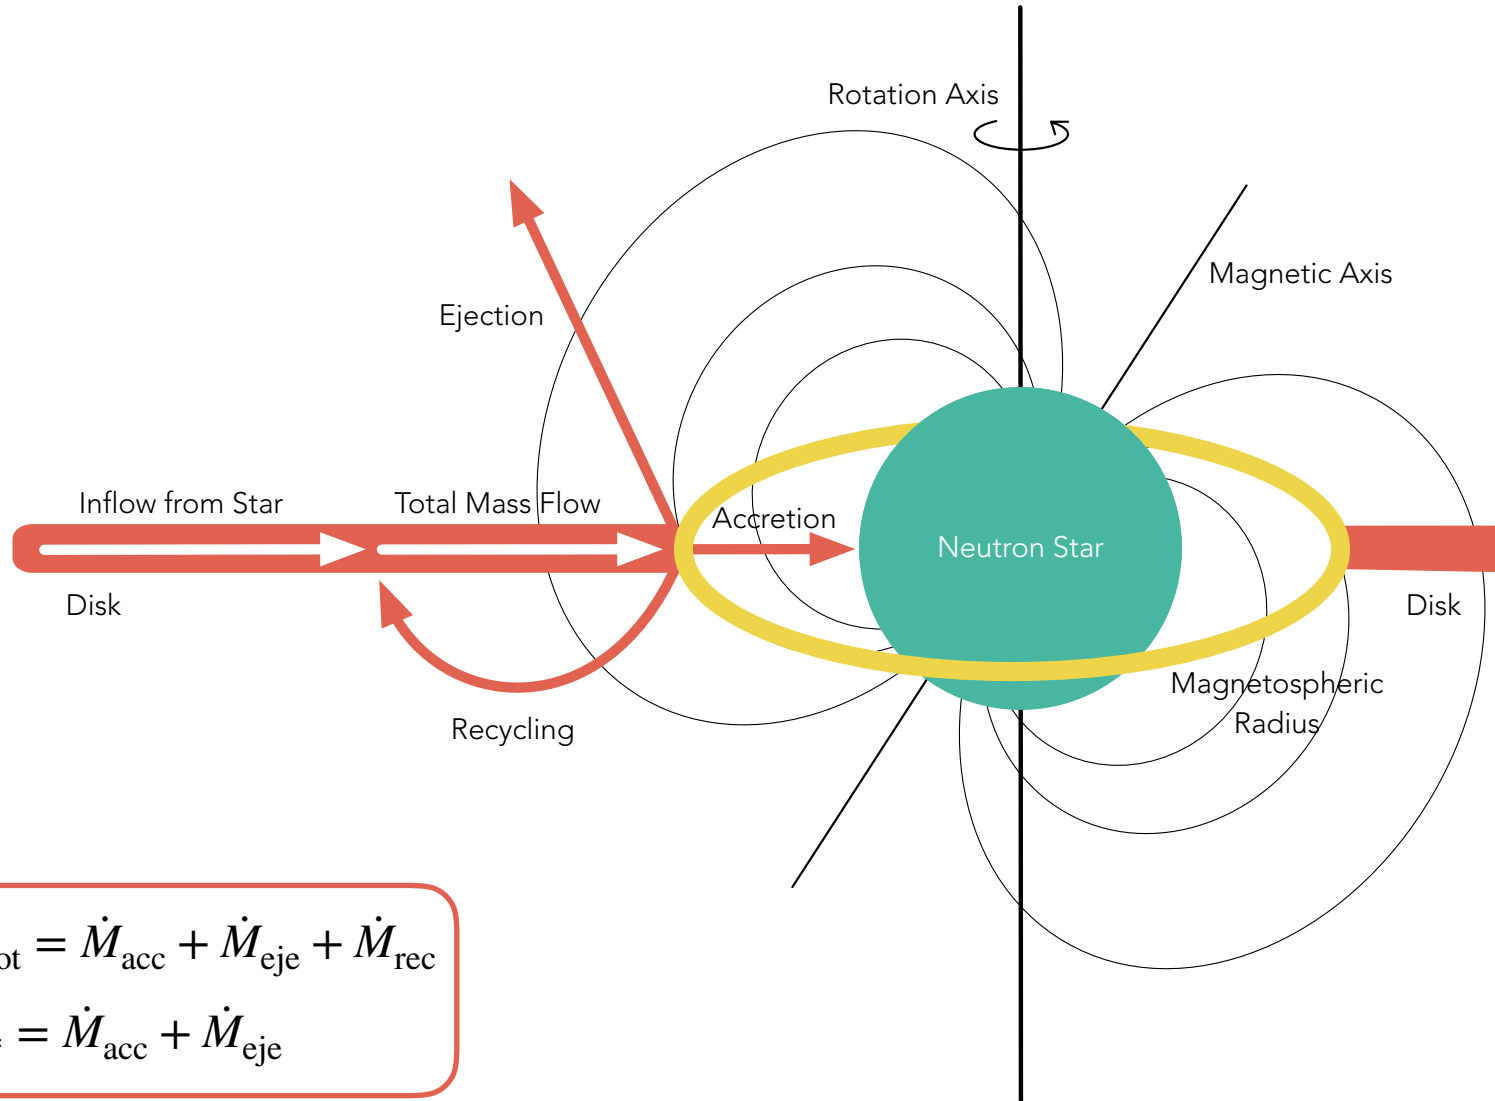 Rotation Axis
Magnetic Axis
Ejection
Inflow from Star
Total Mass Flow
Accretion
Neutron Star
Disk
Disk
Magnetospheric
Radius
Recycling
ot = Ṁacc + Ṁeje + Ṁrec
= Ṁacc + Ṁeje